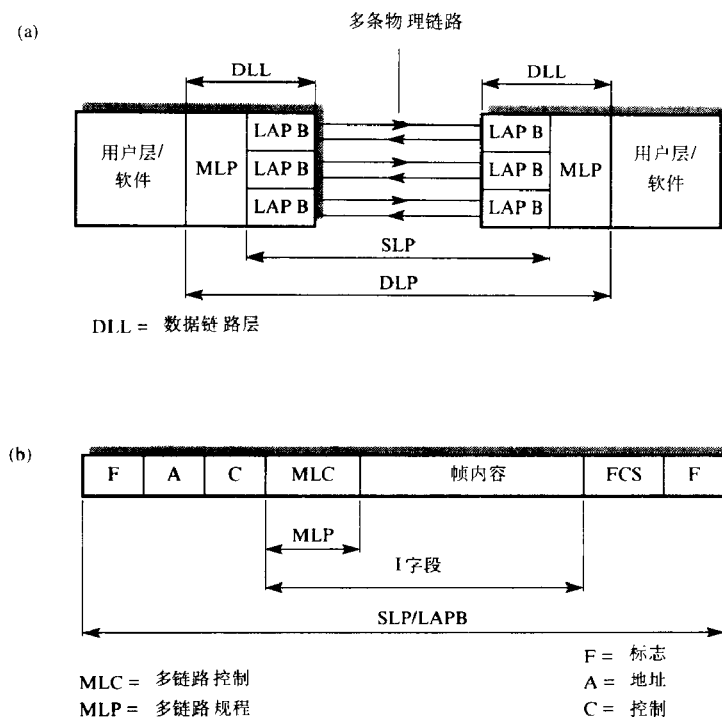 (a)
多条物理链路
DLL
DLL
用户层/
软件
MLP
LAP B
LAP B
LAP B
LAP B
LAP B
LAP B
MLP
用户层/
软件
SLP
DLP
DLL = 数据链路层
(b)
F A C MLC 帧内容 FCS F
MLP
I字段
SLP/LAPB
MLC = 多链路控制
MLP = 多链路规程
F = 标志
A = 地址
C = 控制